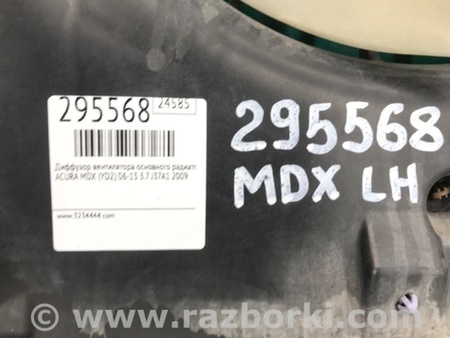 295568
24585
Диффузор вентилятора основного радиат
ACURA MDX (YD2) 06-13 3.7 J37A1 2009
www.3254444.com
295568
MDX LH
© www.razborki.com